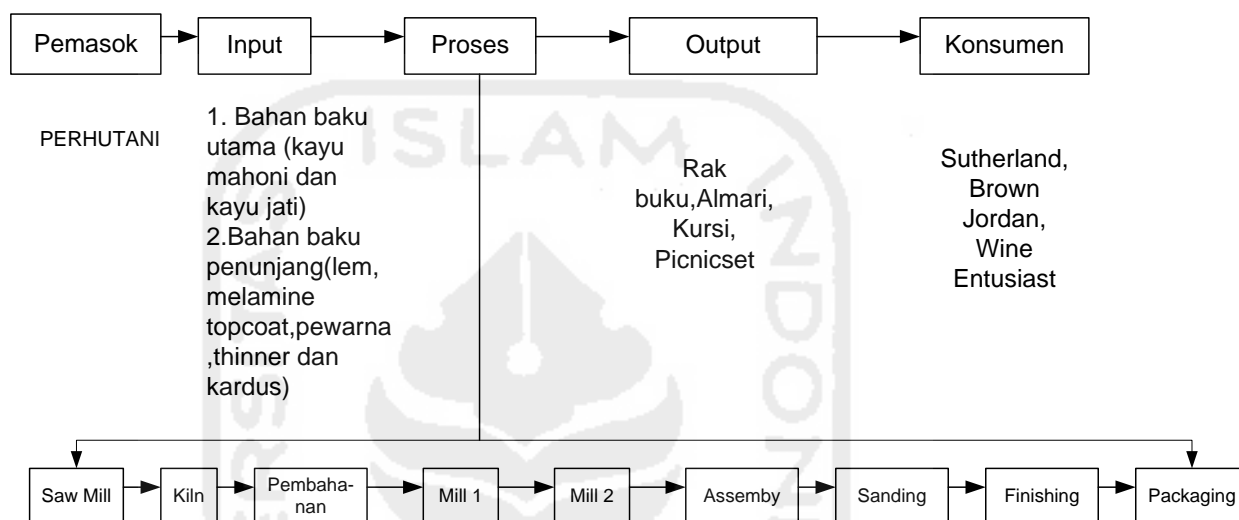 Pemasok
Input
Proses
Output
Konsumen
PERHUTANI
1. Bahan baku
utama (kayu
mahoni dan
kayu jati)
2.Bahan baku
penunjang(lem,
melamine
topcoat,pewarna
,thinner dan
kardus)
Rak
buku,Almari,
Kursi,
Picnicset
Sutherland,
Brown
Jordan,
Wine
Entusiast
Saw Mill
Kiln
Pembaha-
nan
Mill 1
Mill 2
Assemby
Sanding
Finishing
Packaging
ISLAM